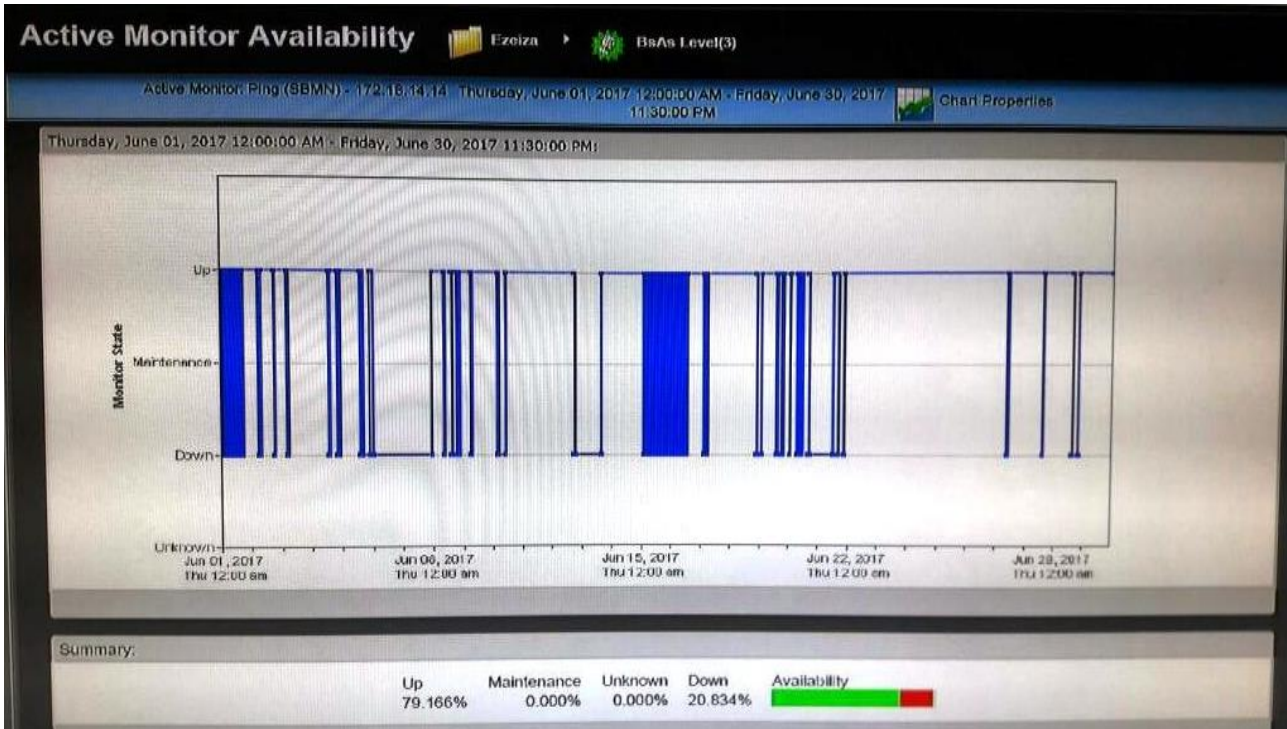 Active Monitor Availability
Ezeiza
BsAs Level(3)
Active Monitor: Ping (SBMN) - 172.18.14.14 Thursday, June 01, 2017 12:00:00 AM - Friday, June 30, 2017
11:30:00 PM
Chart Properties
Thursday, June 01, 2017 12:00:00 AM - Friday, June 30, 2017 11:30:00 PM:
Monitor State
Up
Maintenance
Down
Unknown
Jun 01, 2017
Thu 12:00 am
Jun 08, 2017
Thu 12:00 am
Jun 15, 2017
Thu 12:00 am
Jun 22, 2017
Thu 12:00 am
Jun 29, 2017
Thu 12:00 am
Summary:
Up Maintenance Unknown Down Availability
79.166% 0.000% 0.000% 20.834%